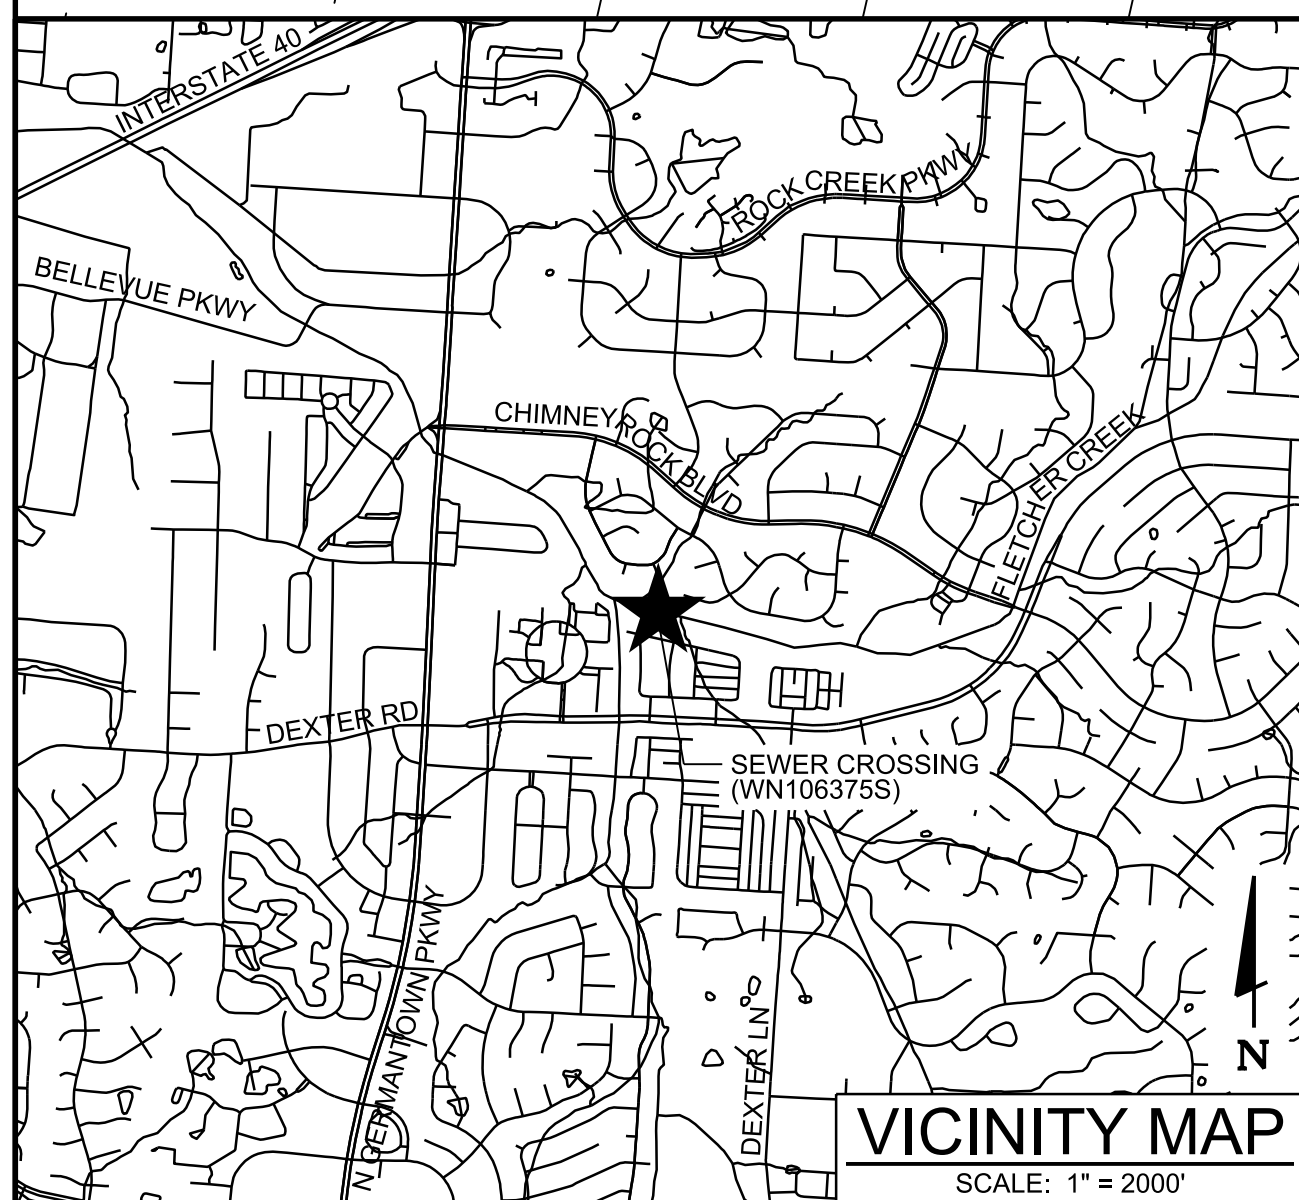 INTERSTATE 40
ROCK CREEK PKWY
BELLEVUE PKWY
CHIMNEY ROCK BLVD
FLETCHER CREEK
DEXTER RD
SEWER CROSSING
(WN106375S)
N GERMANTOWN PKWY
DEXTER LN
N
VICINITY MAP
SCALE: 1" = 2000'